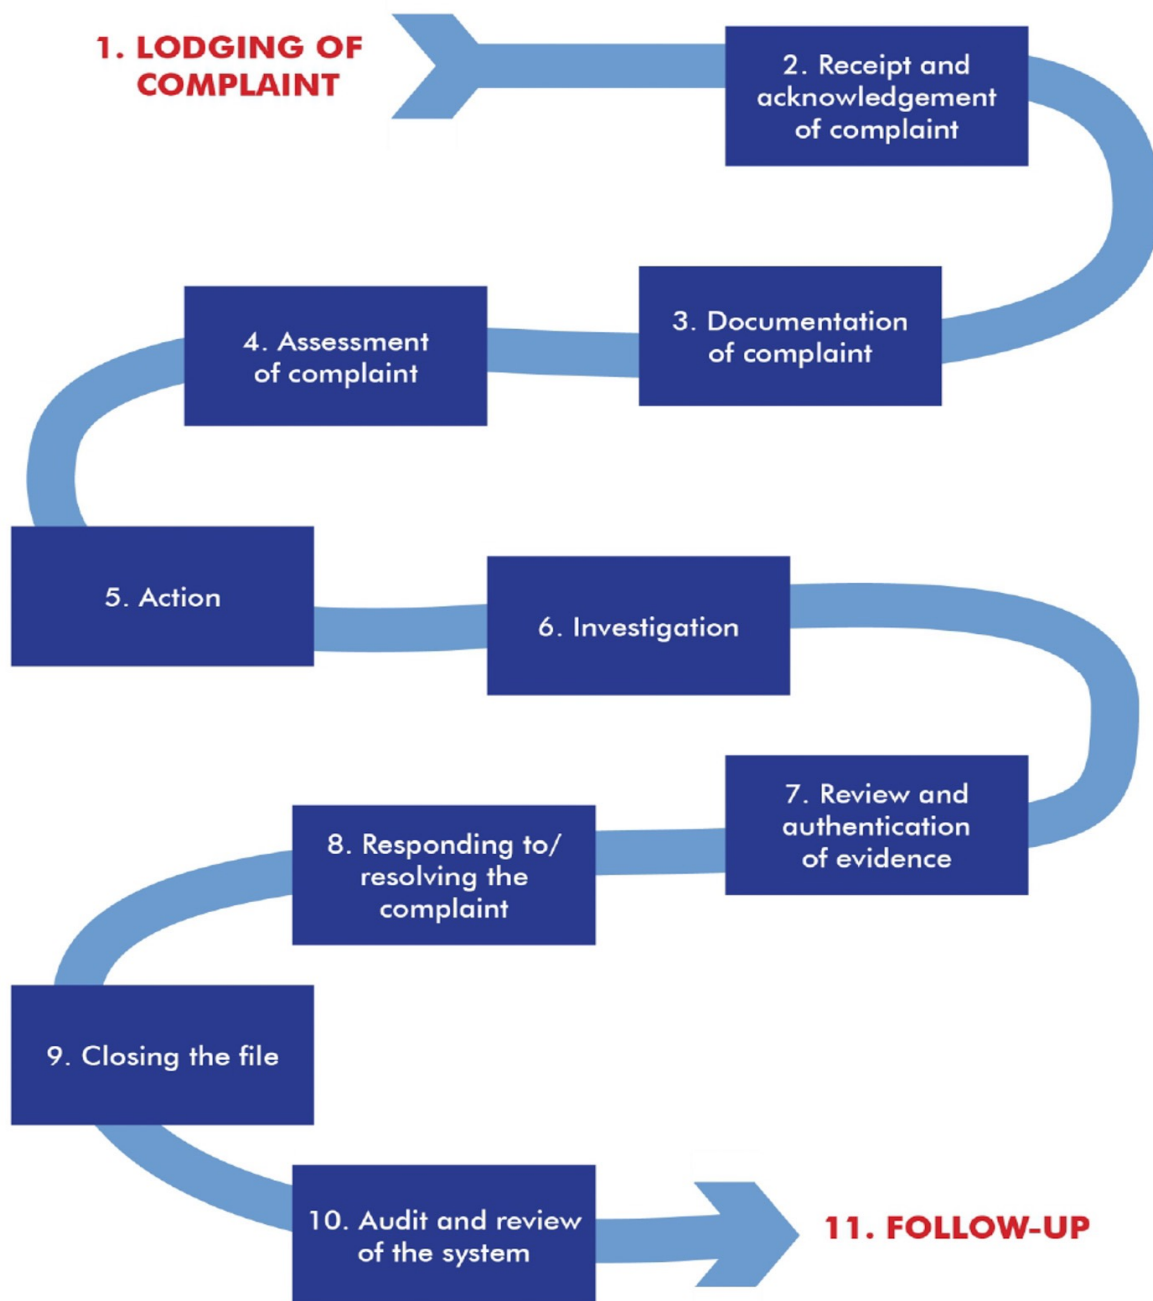 1. LODGING OF
COMPLAINT
2. Receipt and
acknowledgement
of complaint
3. Documentation
of complaint
4. Assessment
of complaint
5. Action
6. Investigation
7. Review and
authentication
of evidence
8. Responding to/
resolving the
complaint
9. Closing the file
10. Audit and review
of the system
11. FOLLOW-UP